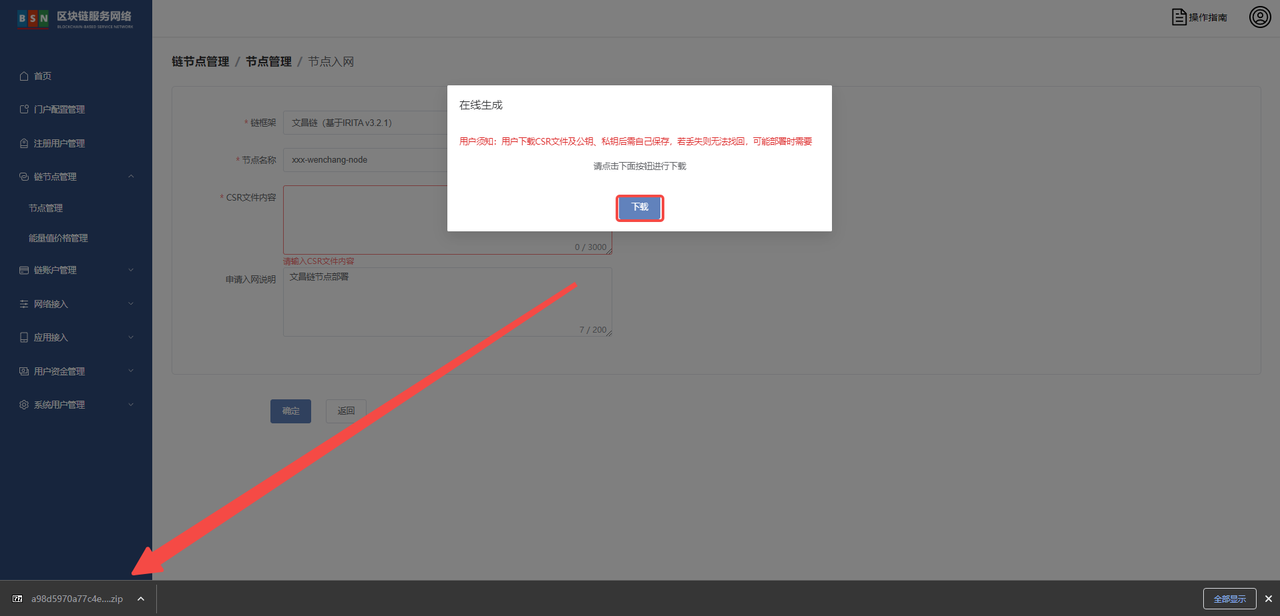 BSN 区块链服务网络
BLOCKCHAIN-BASED SERVICE NETWORK
操作指南
首页
门户配置管理
注册用户管理
链节点管理
节点管理
能量值价格管理
链账户管理
网络接入
应用接入
用户资金管理
系统用户管理
链节点管理 / 节点管理 / 节点入网
* 链框架 文昌链（基于IRITA v3.2.1）
* 节点名称 xxx-wenchang-node
* CSR文件内容
0 / 3000
请输入CSR文件内容
申请入网说明 文昌链节点部署
7 / 200
确定 返回
在线生成
用户须知：用户下载CSR文件及公钥、私钥后需自己保存，若丢失则无法找回，可能部署时需要
请点击下面按钮进行下载
下载
a98d5970a77c4e....zip
全部显示